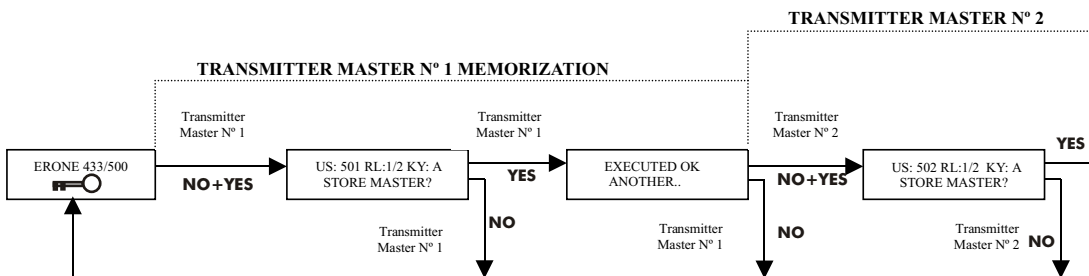 TRANSMITTER MASTER Nº 2
TRANSMITTER MASTER Nº 1 MEMORIZATION
Transmitter
Master Nº 1
Transmitter
Master Nº 1
Transmitter
Master Nº 2
ERONE 433/500
NO+YES
US: 501 RL:1/2 KY: A
STORE MASTER?
YES
EXECUTED OK
ANOTHER..
NO+YES
US: 502 RL:1/2 KY: A
STORE MASTER?
YES
Transmitter
Master Nº 1
NO
Transmitter
Master Nº 1
NO
Transmitter
Master Nº 2
NO